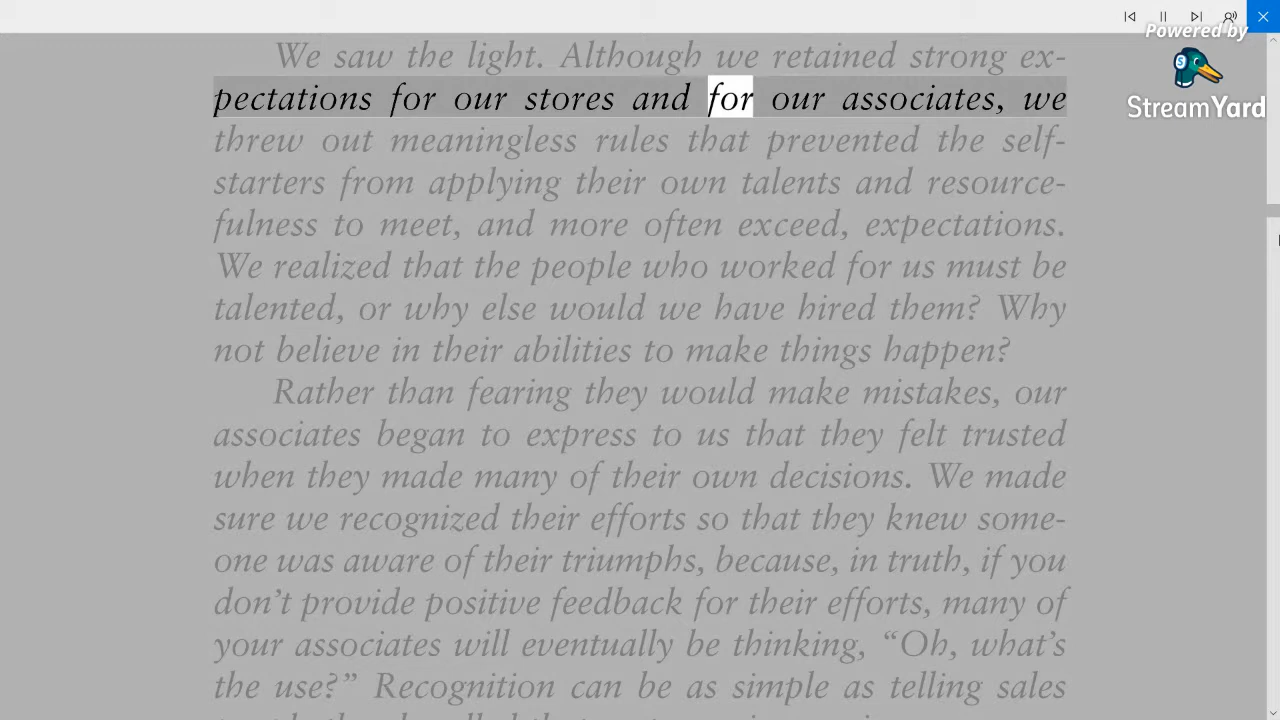 Powered by
StreamYard
We saw the light. Although we retained strong ex-
pectations for our stores and for our associates, we
threw out meaningless rules that prevented the self-
starters from applying their own talents and resource-
fulness to meet, and more often exceed, expectations.
We realized that the people who worked for us must be
talented, or why else would we have hired them? Why
not believe in their abilities to make things happen?
Rather than fearing they would make mistakes, our
associates began to express to us that they felt trusted
when they made many of their own decisions. We made
sure we recognized their efforts so that they knew some-
one was aware of their triumphs, because, in truth, if you
don’t provide positive feedback for their efforts, many of
your associates will eventually be thinking, “Oh, what’s
the use?” Recognition can be as simple as telling sales